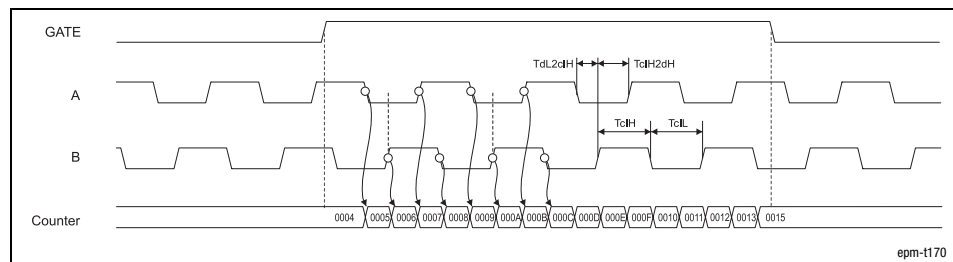 GATE
TdL2clH TclH2dH
A
TclH TclL
B
Counter 0004 0005 0006 0007 0008 0009 000A 000B 000C 000D 000E 000F 0010 0011 0012 0013 0015
epm-t170